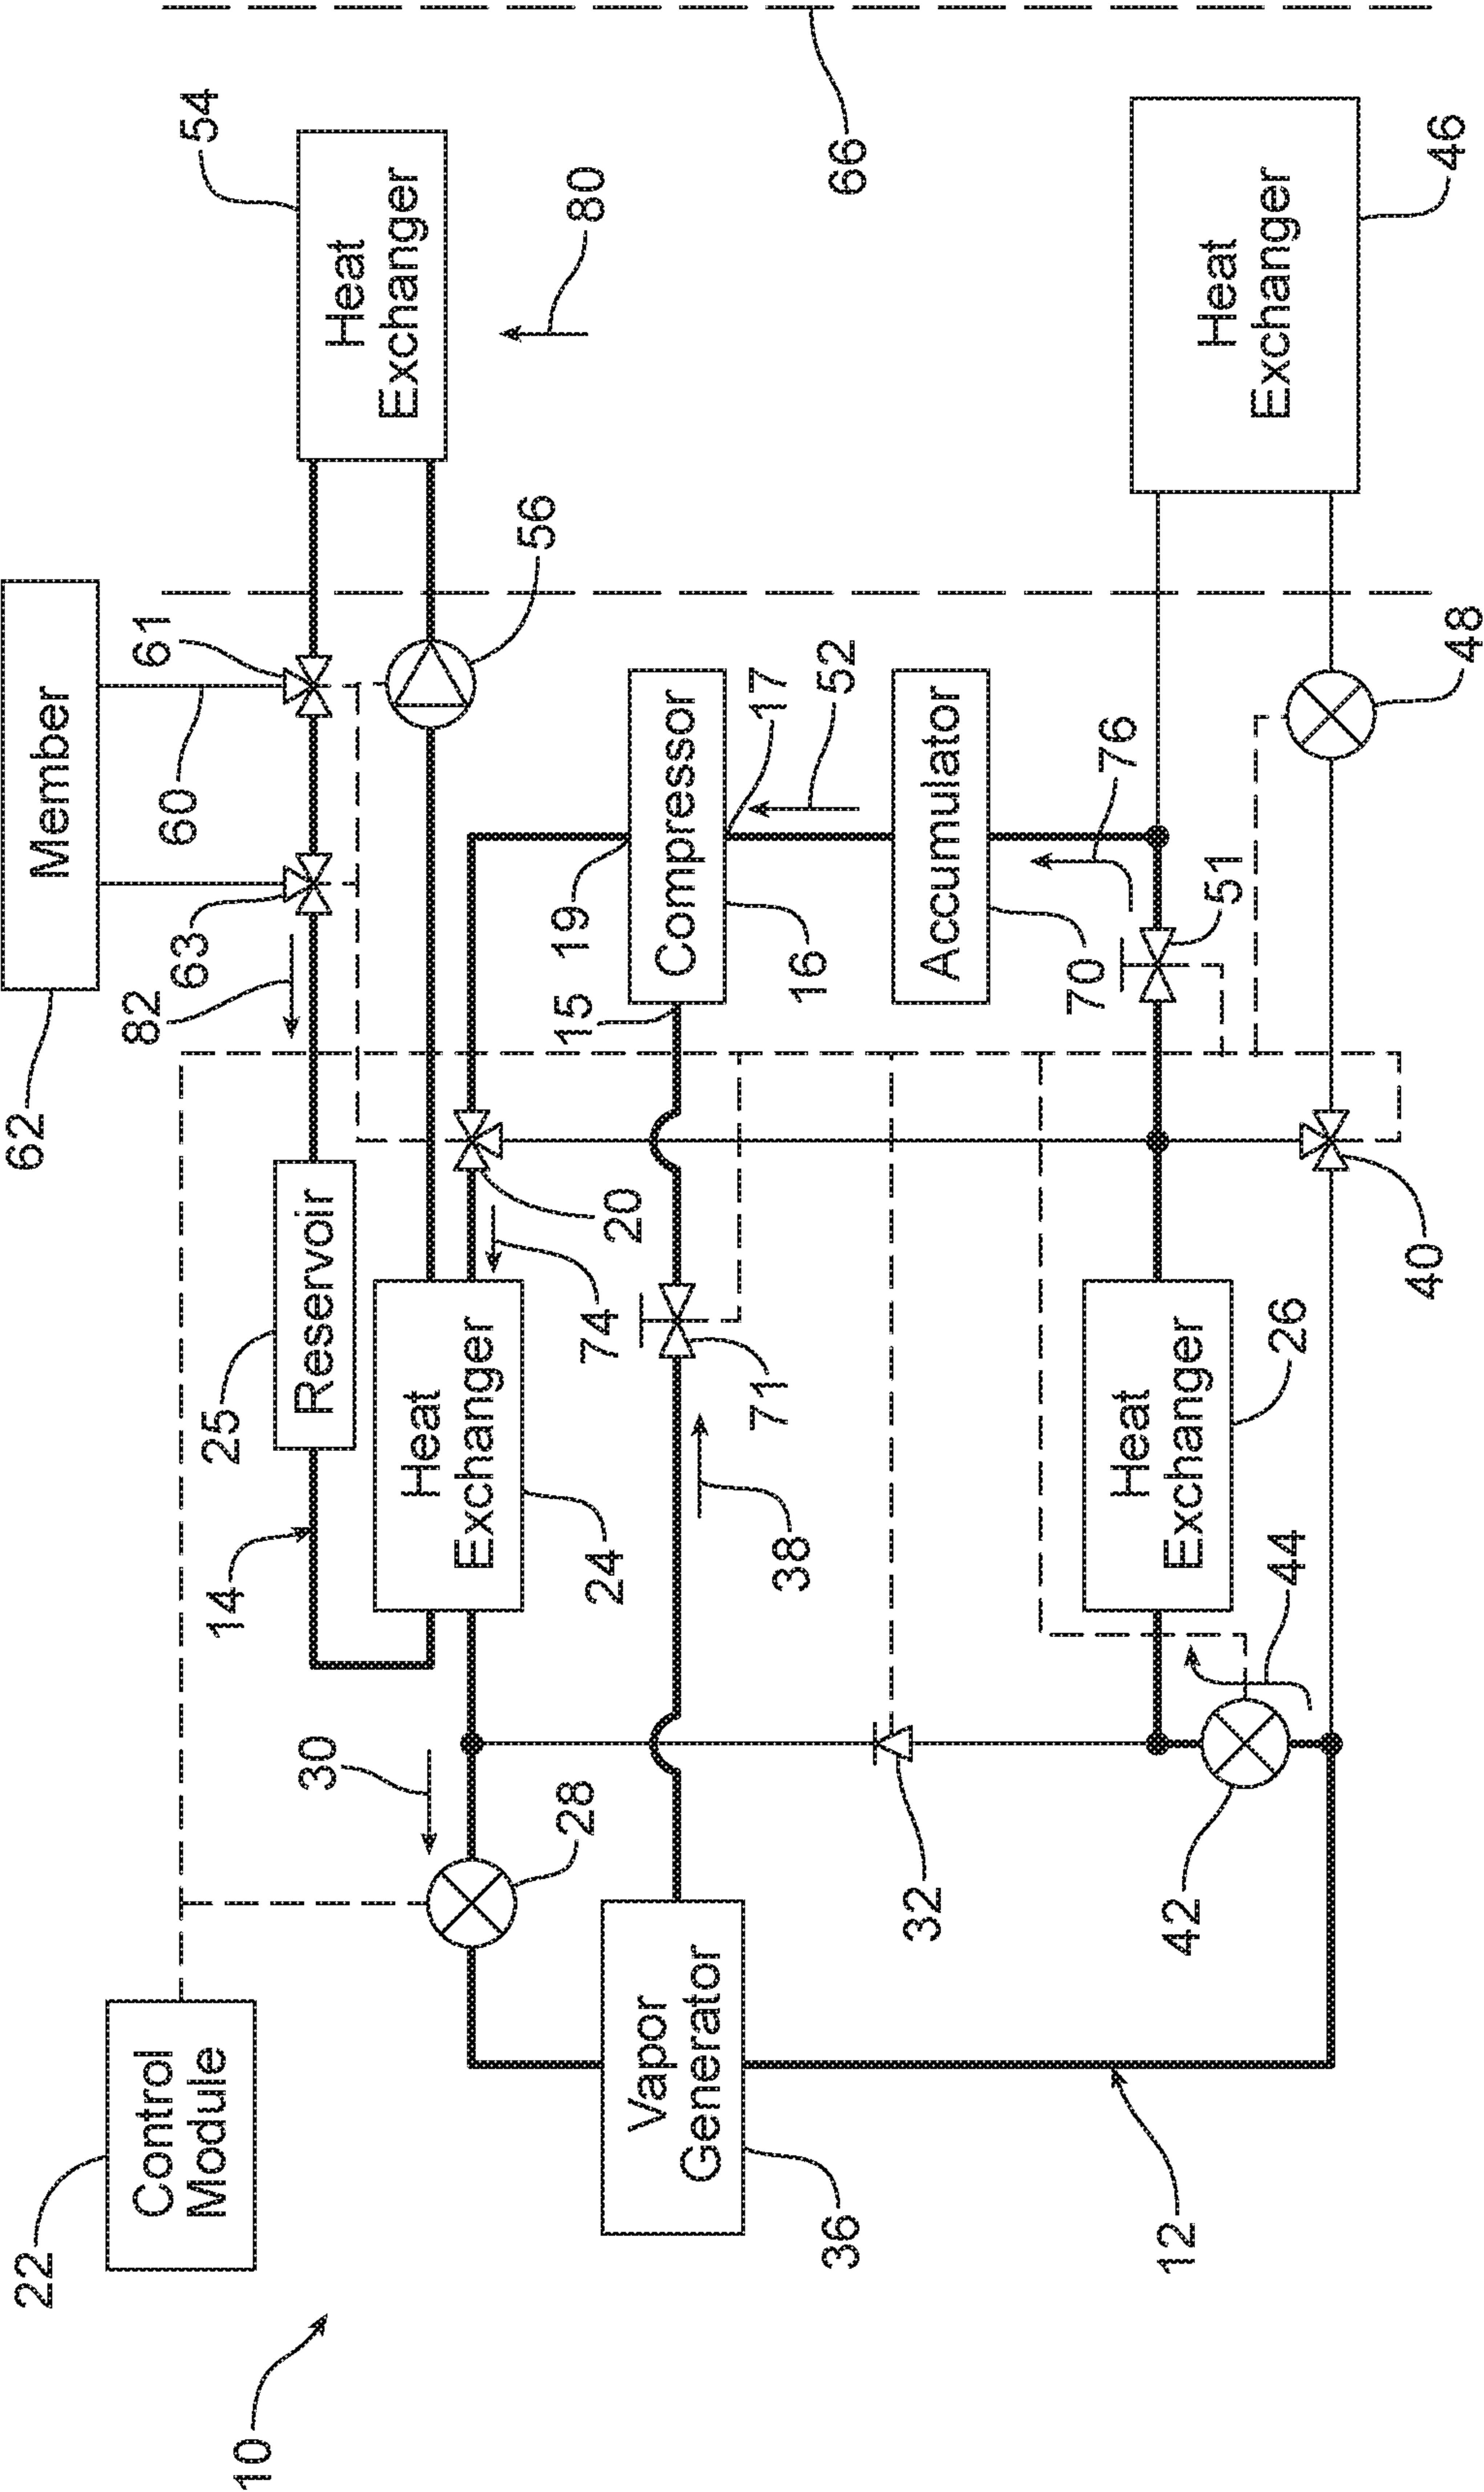 22
62
Member
82
61
Control
Module
60
63
54
10
14
25
Reservoir
30
Heat
Exchanger
Heat
Exchanger
56
28
15
19
80
24
74
20
Vapor
Generator
Compressor
17
38
71
36
16
52
66
32
Accumulator
70
76
12
42
Heat
Exchanger
51
Heat
Exchanger
44
26
40
48
46